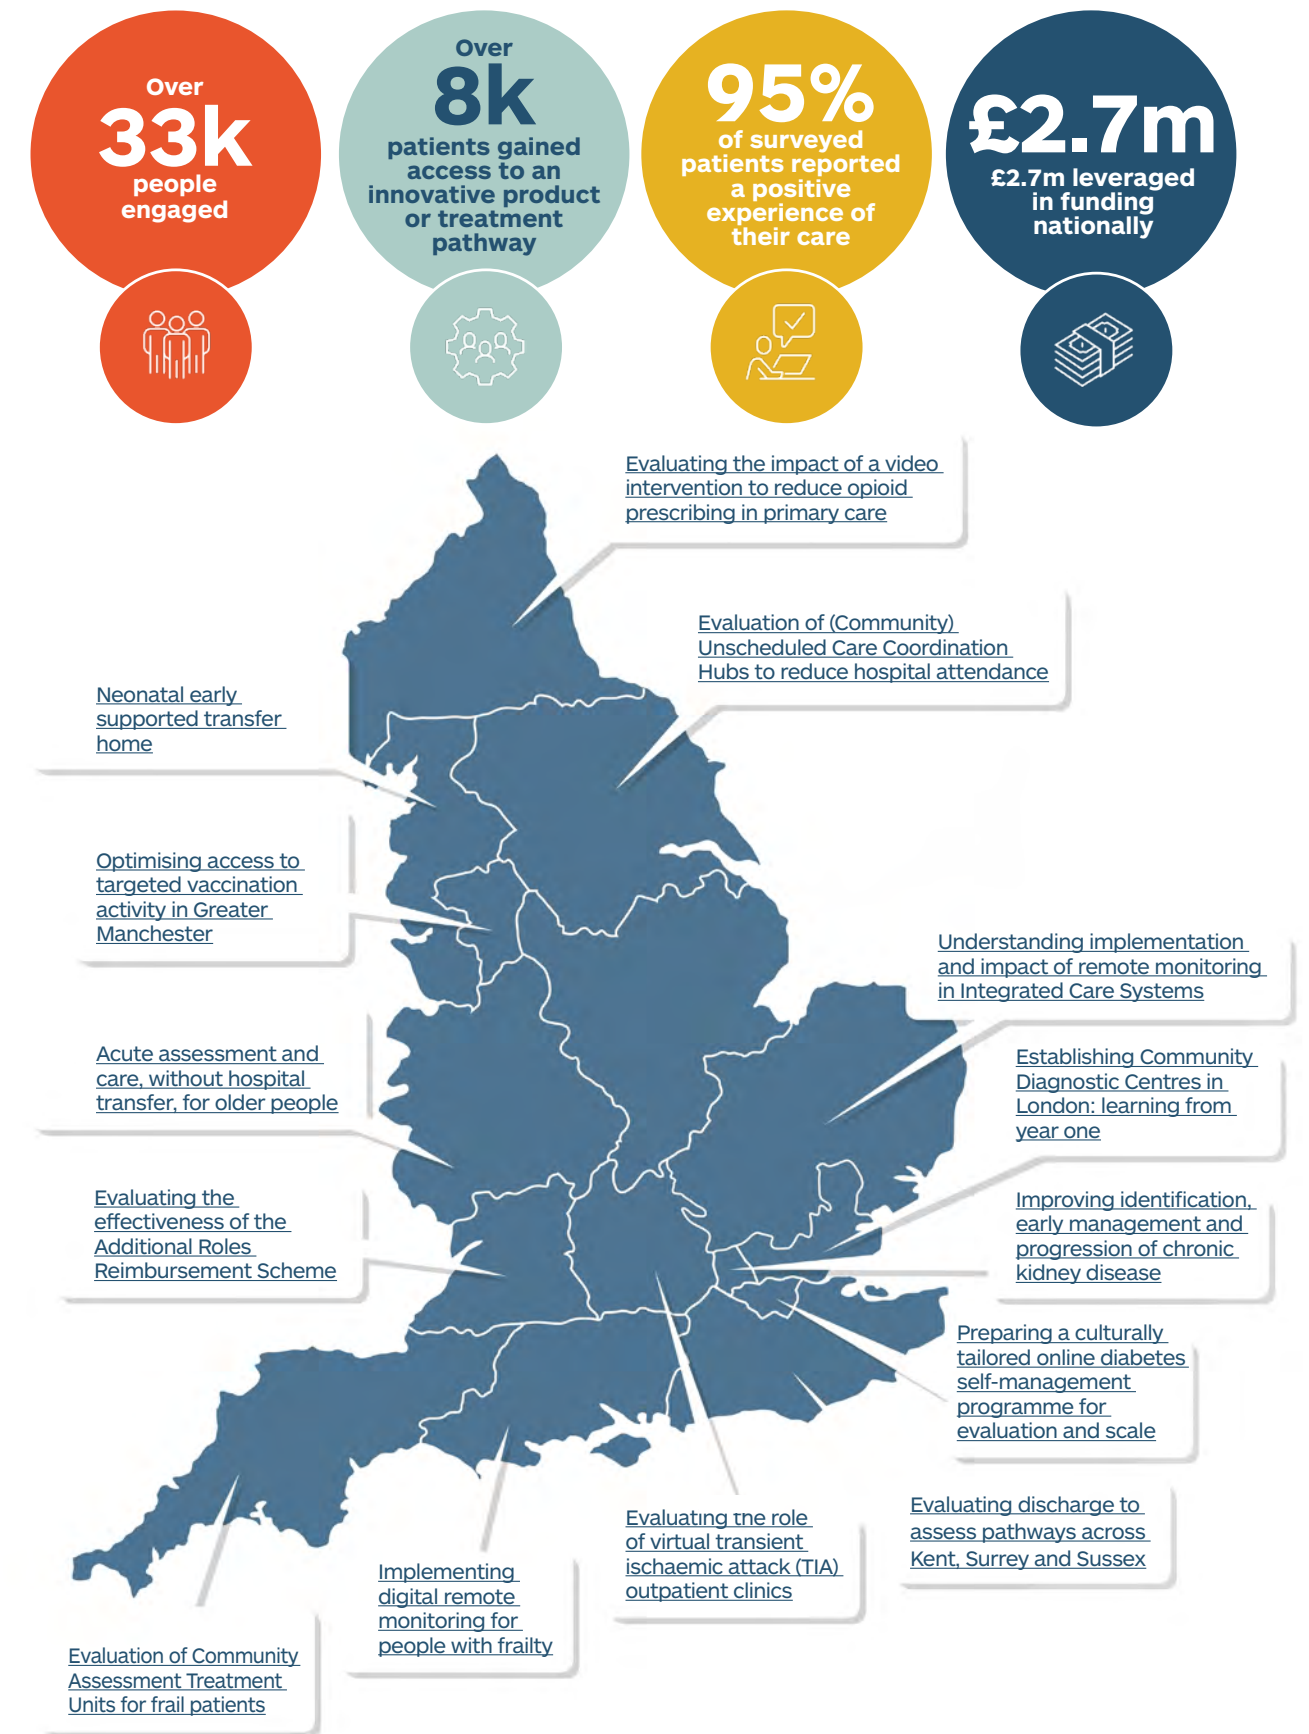 Over
33k
people
engaged
Over
8k
patients gained
access to an
innovative product
or treatment
pathway
95%
of surveyed
patients reported
a positive
experience of
their care
£2.7m
£2.7m leveraged
in funding
nationally
Evaluating the impact of a video
intervention to reduce opioid
prescribing in primary care
Evaluation of (Community)
Unscheduled Care Coordination
Hubs to reduce hospital attendance
Neonatal early
supported transfer
home
Optimising access to
targeted vaccination
activity in Greater
Manchester
Understanding implementation
and impact of remote monitoring
in Integrated Care Systems
Acute assessment and
care, without hospital
transfer, for older people
Establishing Community
Diagnostic Centres in
London: learning from
year one
Evaluating the
effectiveness of the
Additional Roles
Reimbursement Scheme
Improving identification,
early management and
progression of chronic
kidney disease
Preparing a culturally
tailored online diabetes
self-management
programme for
evaluation and scale
Evaluating discharge to
assess pathways across
Kent, Surrey and Sussex
Evaluating the role
of virtual transient
ischaemic attack (TIA)
outpatient clinics
Implementing
digital remote
monitoring for
people with frailty
Evaluation of Community
Assessment Treatment
Units for frail patients